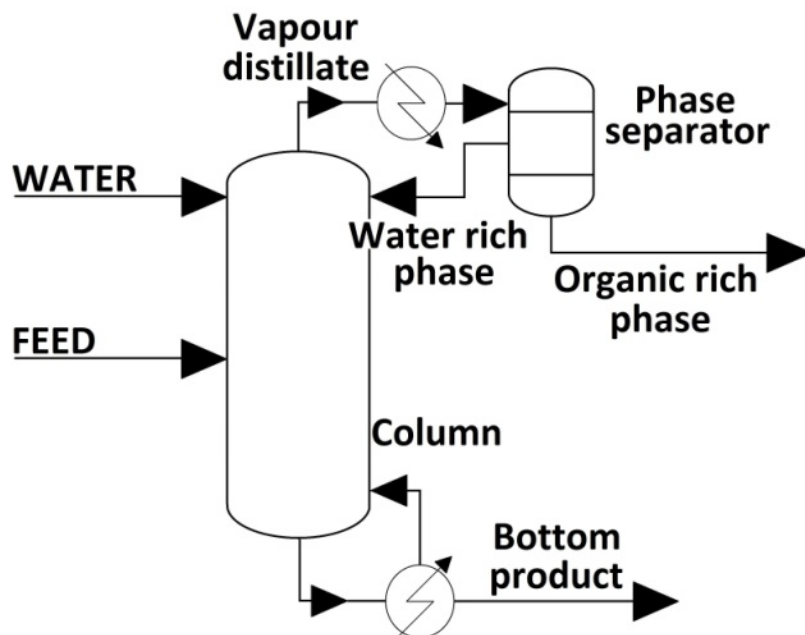 Vapour
distillate
Phase
separator
WATER
Water rich
phase
Organic rich
phase
FEED
Column
Bottom
product